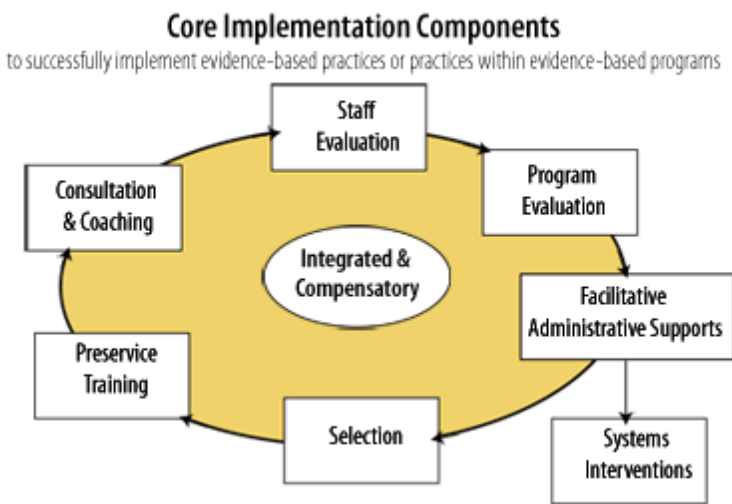 Core Implementation Components
to successfully implement evidence-based practices or practices within evidence-based programs
Staff
Evaluation
Consultation
& Coaching
Program
Evaluation
Integrated &
Compensatory
Facilitative
Administrative Supports
Preservice
Training
Selection
Systems
Interventions